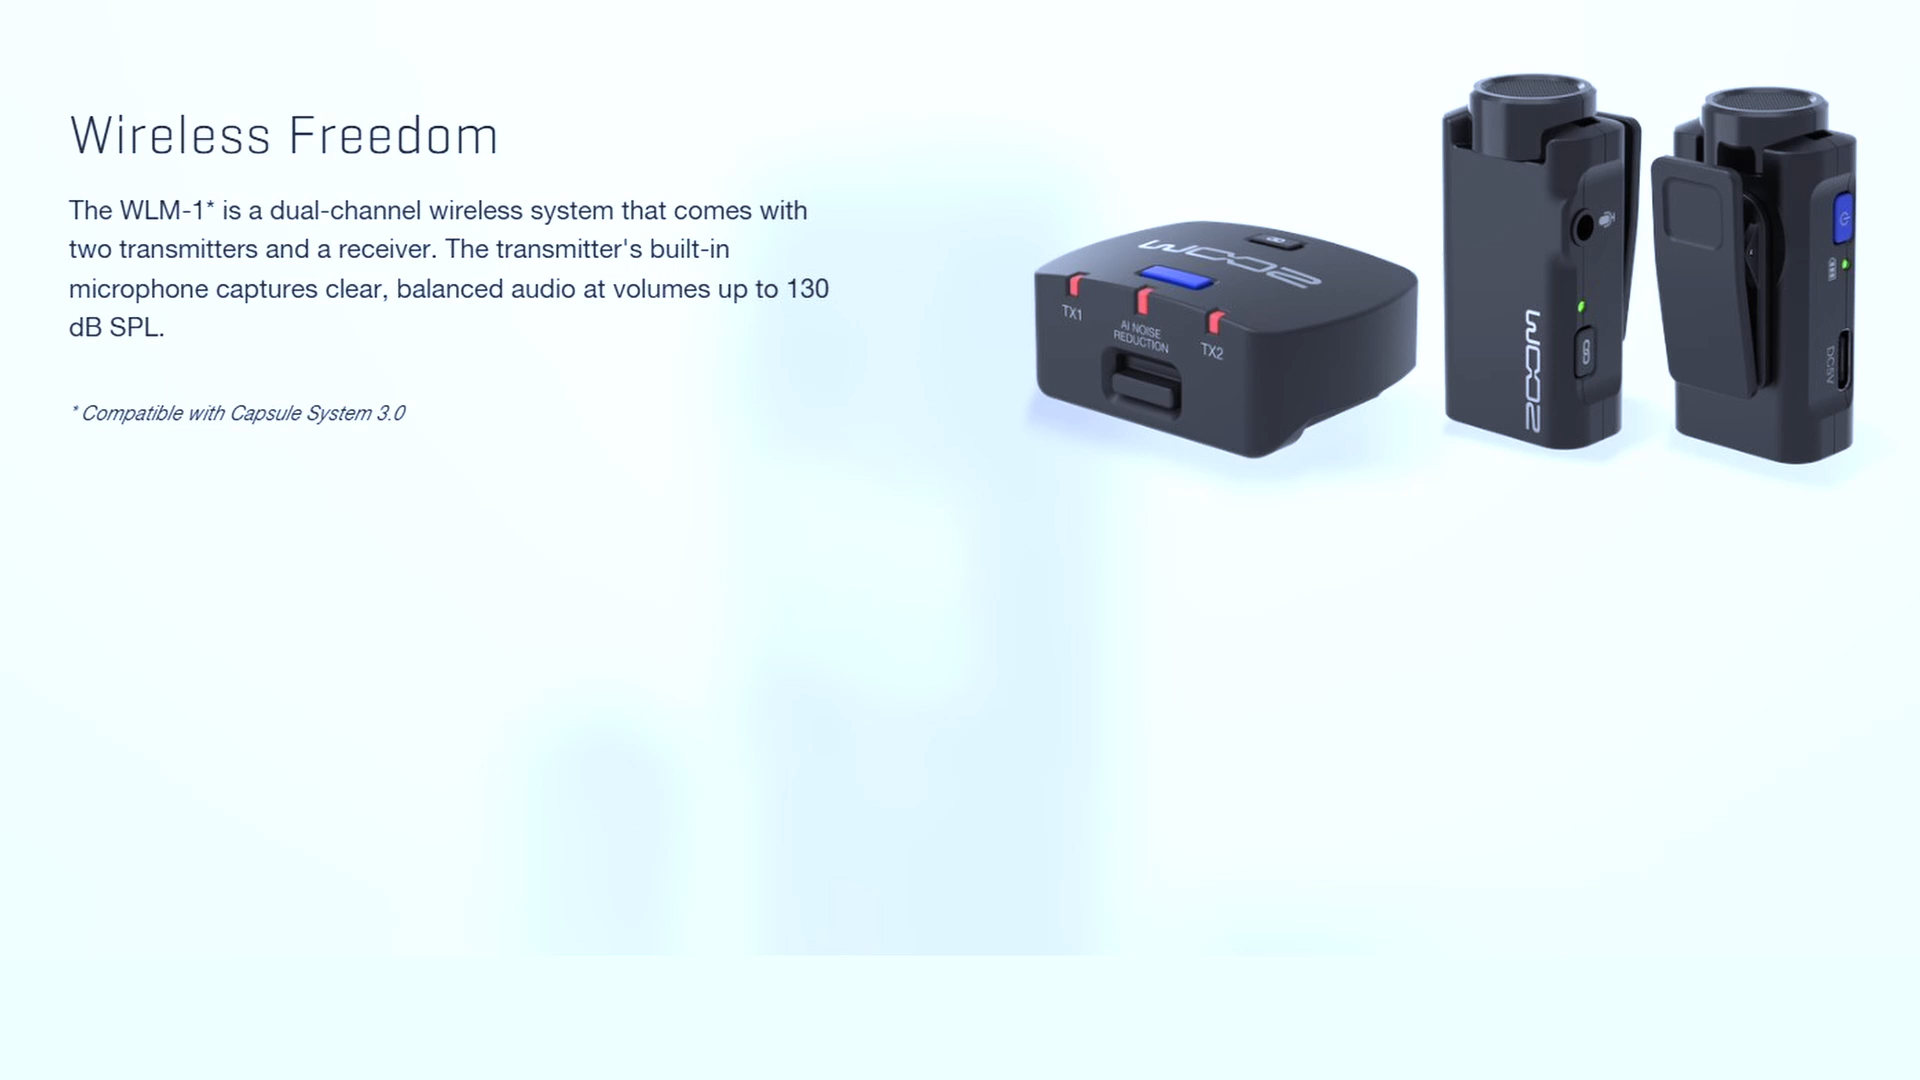 Wireless Freedom
The WLM-1* is a dual-channel wireless system that comes with
two transmitters and a receiver. The transmitter's built-in
microphone captures clear, balanced audio at volumes up to 130
dB SPL.
* Compatible with Capsule System 3.0
ZOOM
TX1
AI NOISE
REDUCTION
TX2
ZOOM
DC5V